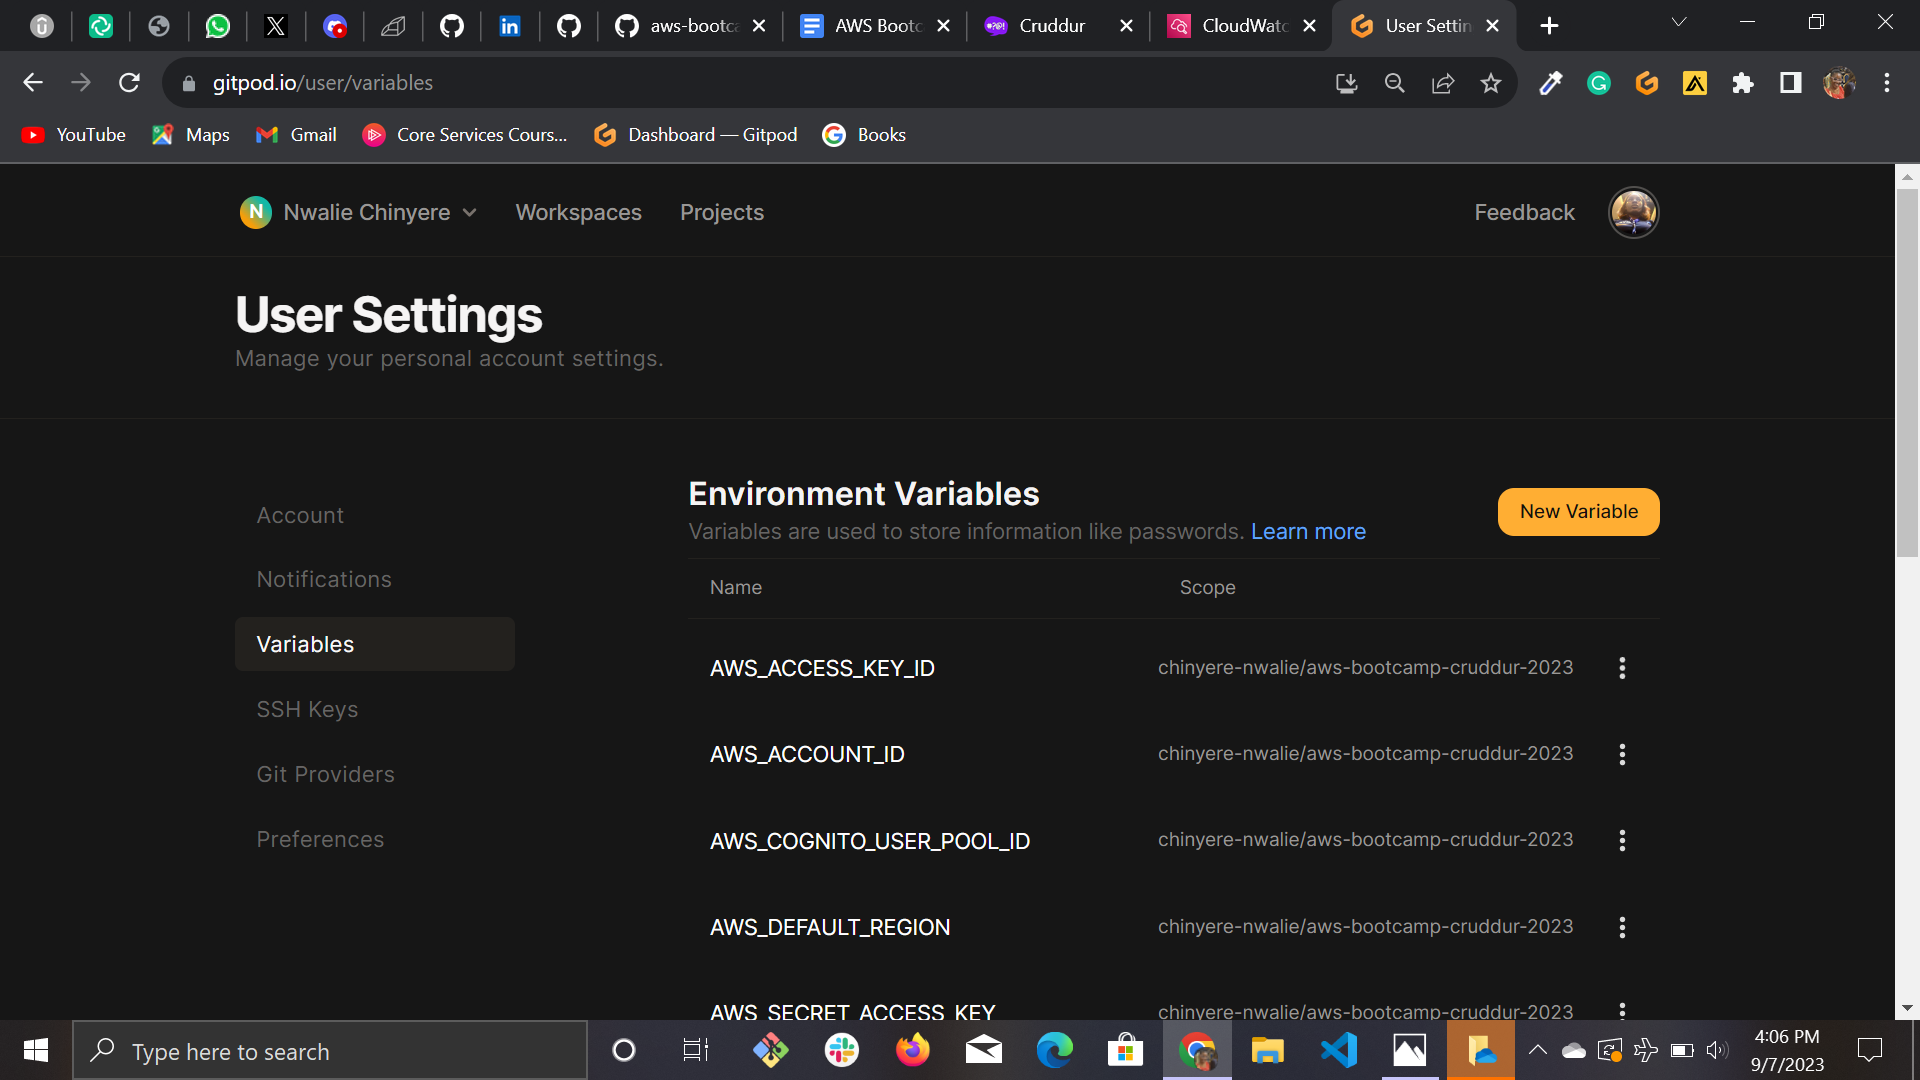 aws-bootca
AWS Bootc
Cruddur
CloudWatc
User Settin
gitpod.io/user/variables
YouTube
Maps
Gmail
Core Services Cours...
Dashboard — Gitpod
Books
N
Nwalie Chinyere
Workspaces
Projects
Feedback
User Settings
Manage your personal account settings.
Account
Notifications
Variables
SSH Keys
Git Providers
Preferences
Environment Variables
Variables are used to store information like passwords. Learn more
New Variable
Name
Scope
AWS_ACCESS_KEY_ID
chinyere-nwalie/aws-bootcamp-cruddur-2023
AWS_ACCOUNT_ID
chinyere-nwalie/aws-bootcamp-cruddur-2023
AWS_COGNITO_USER_POOL_ID
chinyere-nwalie/aws-bootcamp-cruddur-2023
AWS_DEFAULT_REGION
chinyere-nwalie/aws-bootcamp-cruddur-2023
AWS_SECRET_ACCESS_KEY
chinyere-nwalie/aws-bootcamp-cruddur-2023
Type here to search
4:06 PM
9/7/2023